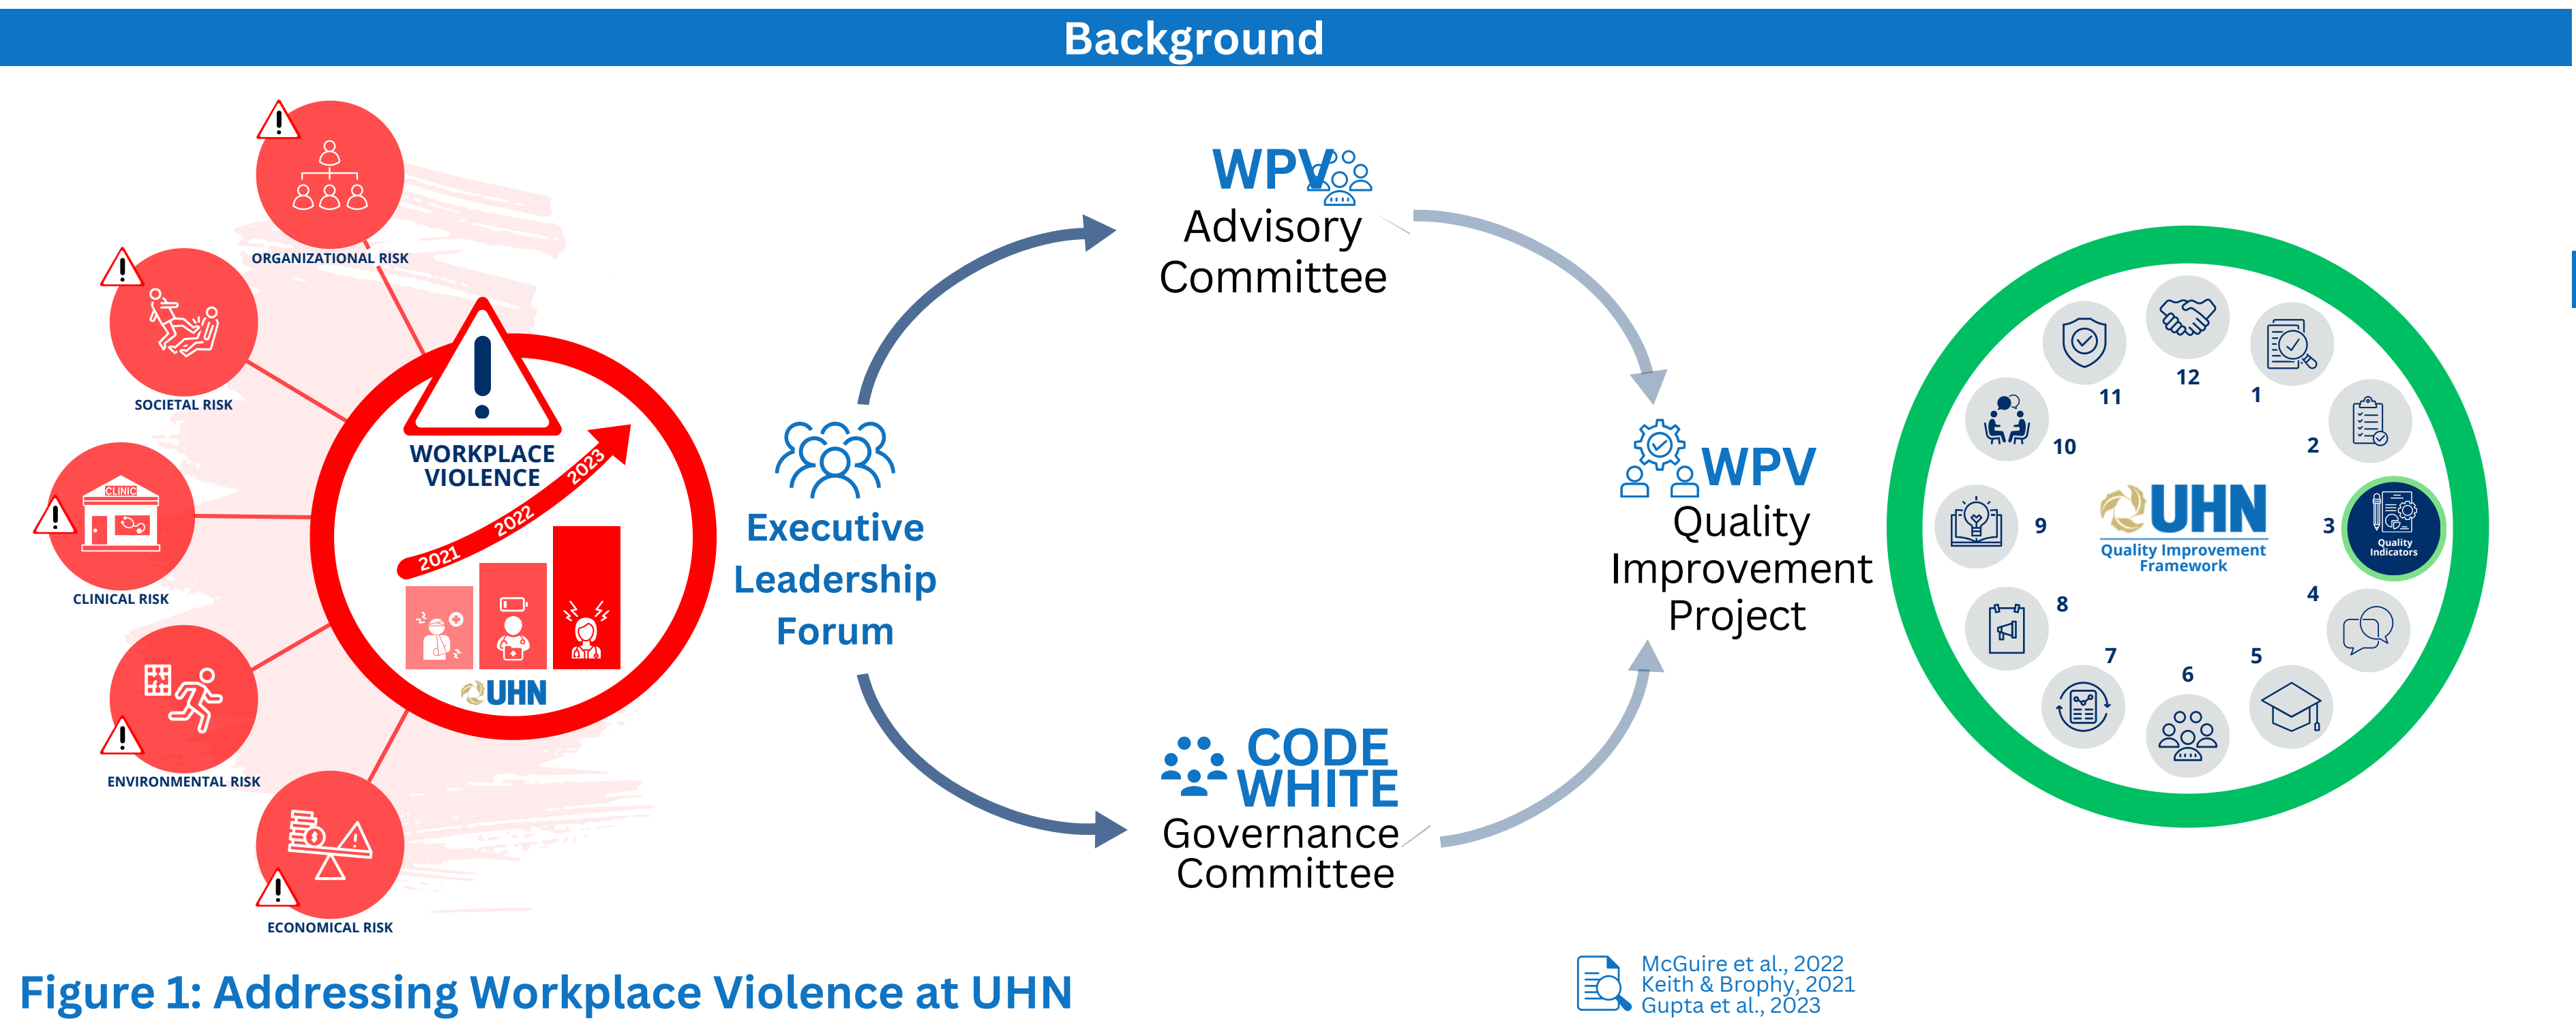 Background
ORGANIZATIONAL RISK
SOCIETAL RISK
CLINIC
CLINICAL RISK
ENVIRONMENTAL RISK
ECONOMICAL RISK
WORKPLACE
VIOLENCE
2021
2022
2023
UHN
Executive
Leadership
Forum
WPV
Advisory
Committee
CODE
WHITE
Governance
Committee
WPV
Quality
Improvement
Project
12
1
2
3
4
5
6
7
8
9
10
11
Quality
Indicators
UHN
Quality Improvement
Framework
Figure 1: Addressing Workplace Violence at UHN
McGuire et al., 2022
Keith & Brophy, 2021
Gupta et al., 2023